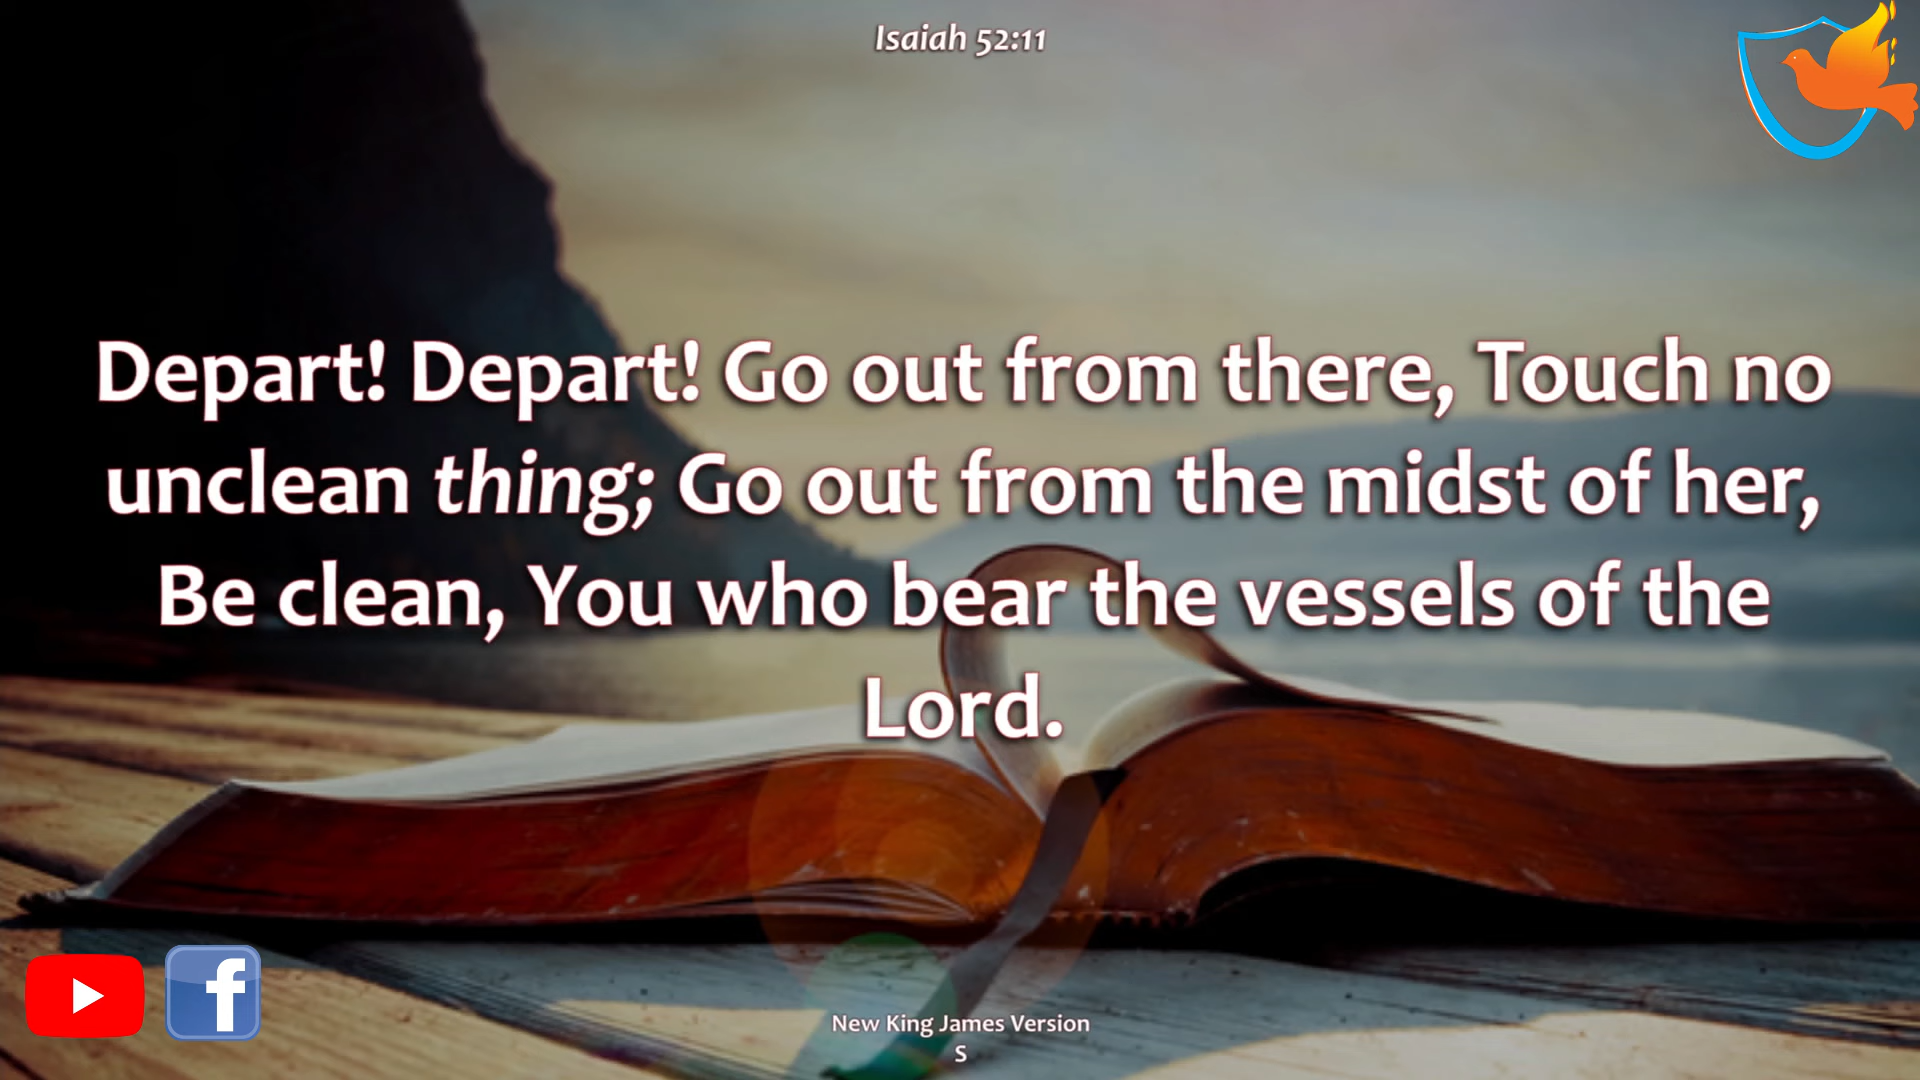 Isaiah 52:11
Depart! Depart! Go out from there, Touch no
unclean thing; Go out from the midst of her,
Be clean, You who bear the vessels of the
Lord.
f
New King James Version
S